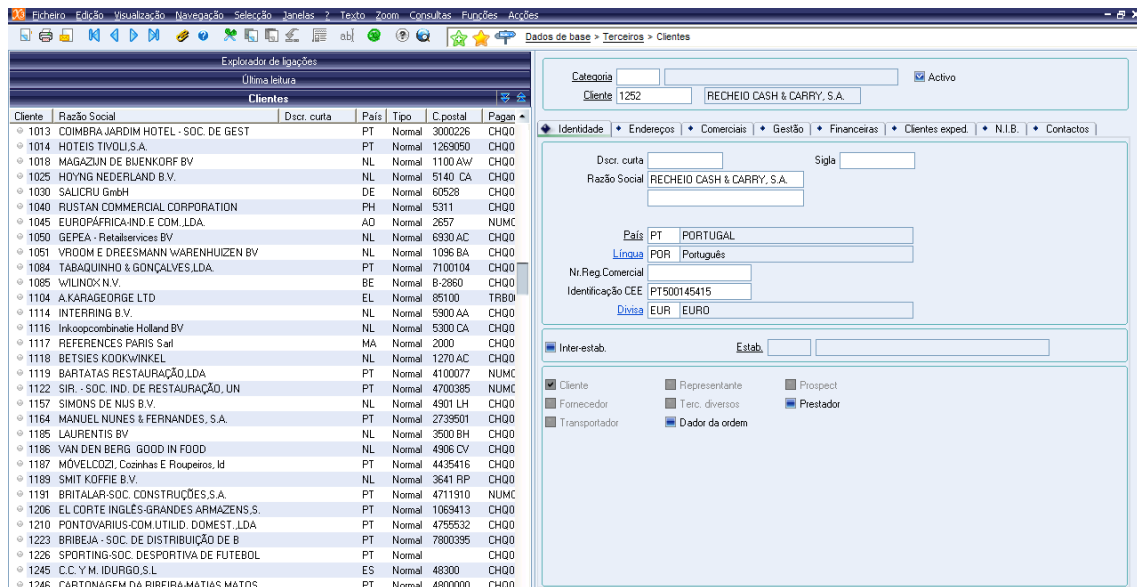 Ficheiro Edição Visualização Navegação Selecção Janelas ? Texto Zoom Consultas Funções Acções
Dados de base > Terceiros > Clientes
Explorador de ligações
Última leitura
Clientes
Cliente Razão Social Dscr. curta País Tipo C.postal Pagam
1013 COIMBRA JARDIM HOTEL - SOC. DE GEST PT Normal 3000226 CHQ0
1014 HOTEIS TIVOLI,S.A. PT Normal 1269050 CHQ0
1018 MAGAZIJN DE BIJENKORF BV NL Normal 1100 AW CHQ0
1025 HOYNG NEDERLAND B.V. NL Normal 5140 CA CHQ0
1030 SALICRU GmbH DE Normal 60528 CHQ0
1040 RUSTAN COMMERCIAL CORPORATION PH Normal 5311 CHQ0
1045 EUROPÁFRICA-IND.E COM.,LDA. AO Normal 2657 NUMC
1050 GEPEA - Retailservices BV NL Normal 6930 AC CHQ0
1051 VROOM E DREESMANN WARENHUIZEN BV NL Normal 1096 BA CHQ0
1084 TABAQUINHO & GONÇALVES,LDA. PT Normal 7100104 CHQ0
1085 WILINOX N.V. BE Normal B-2860 CHQ0
1104 A.KARAGEORGE LTD EL Normal 85100 TRB0
1114 INTERRING B.V. NL Normal 5900 AA CHQ0
1116 Inkoopcombinatie Holland BV NL Normal 5300 CA CHQ0
1117 REFERENCES PARIS Sarl MA Normal 2000 CHQ0
1118 BETSIES KOOKWINKEL NL Normal 1270 AC CHQ0
1119 BARTATAS RESTAURAÇÃO,LDA PT Normal 4100077 NUMC
1122 SIR. - SOC. IND. DE RESTAURAÇÃO, UN PT Normal 4700385 NUMC
1157 SIMONS DE NIJS B.V. NL Normal 4901 LH CHQ0
1164 MANUEL NUNES & FERNANDES, S.A. PT Normal 2739501 CHQ0
1185 LAURENTIS BV NL Normal 3500 BH CHQ0
1186 VAN DEN BERG GOOD IN FOOD NL Normal 4906 CV CHQ0
1187 MÓVELCOZI, Cozinhas E Roupeiros, ld PT Normal 4435416 CHQ0
1189 SMIT KOFFIE B.V. NL Normal 3641 RP CHQ0
1191 BRITALAR-SOC. CONSTRUÇÕES,S.A. PT Normal 4711910 NUMC
1206 EL CORTE INGLÊS-GRANDES ARMAZENS,S. PT Normal 1069413 CHQ0
1210 PONTOVARIUS-COM.UTILID. DOMEST.,LDA PT Normal 4755532 CHQ0
1223 BRIBEJA - SOC. DE DISTRIBUIÇÃO DE B PT Normal 7800395 CHQ0
1226 SPORTING-SOC. DESPORTIVA DE FUTEBOL PT Normal CHQ0
1245 C.C. Y M. IDURGO,S.L ES Normal 48300 CHQ0
1246 CARTONAGEM DA RIBEIRA-MATIAS MATOS PT Normal 4800000 CHQ0
Categoria Activo
Cliente 1252 RECHEIO CASH & CARRY, S.A.
Identidade Endereços Comerciais Gestão Financeiras Clientes exped. N.I.B. Contactos
Dscr. curta Sigla
Razão Social RECHEIO CASH & CARRY, S.A.
País PT PORTUGAL
Língua POR Português
Nr.Reg.Comercial
Identificação CEE PT500145415
Divisa EUR EURO
Inter-estab. Estab.
Cliente Representante Prospect
Fornecedor Terc. diversos Prestador
Transportador Dador da ordem